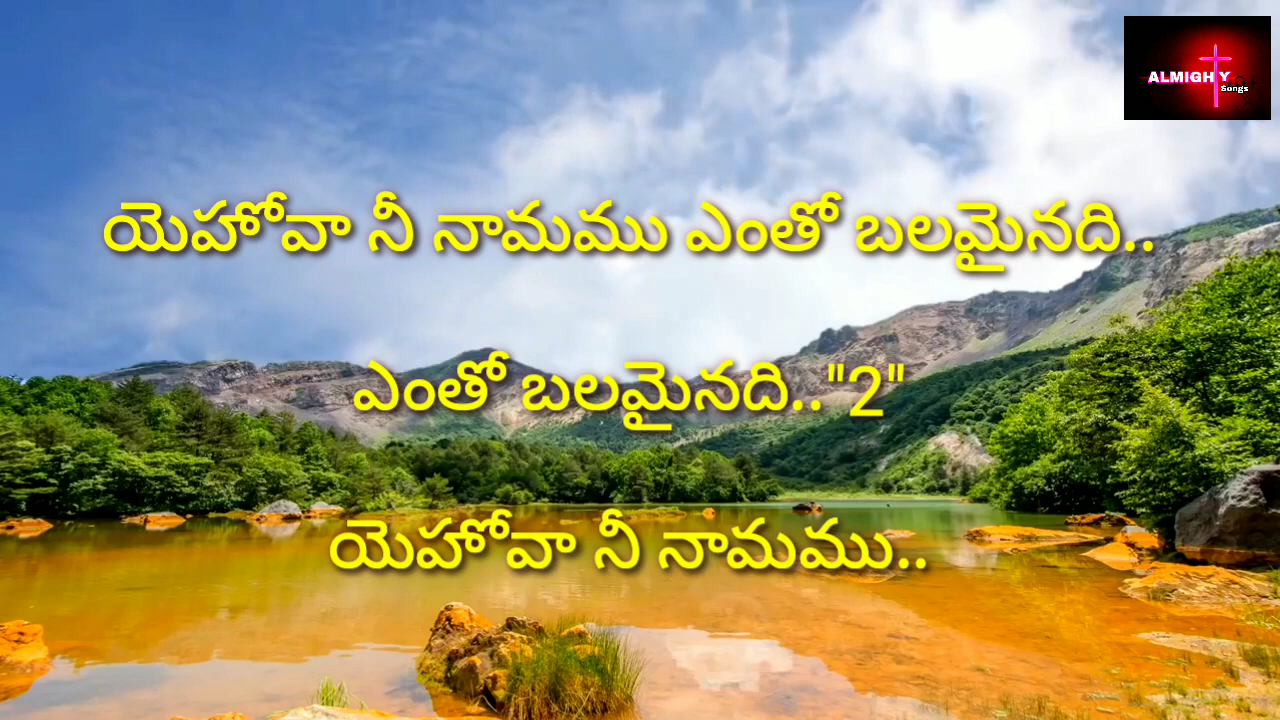 ALMIGHTY
Songs
యెహోవా నీ నామము ఎంతో బలమైనది..
ఎంతో బలమైనది.."2"
యెహోవా నీ నామము..